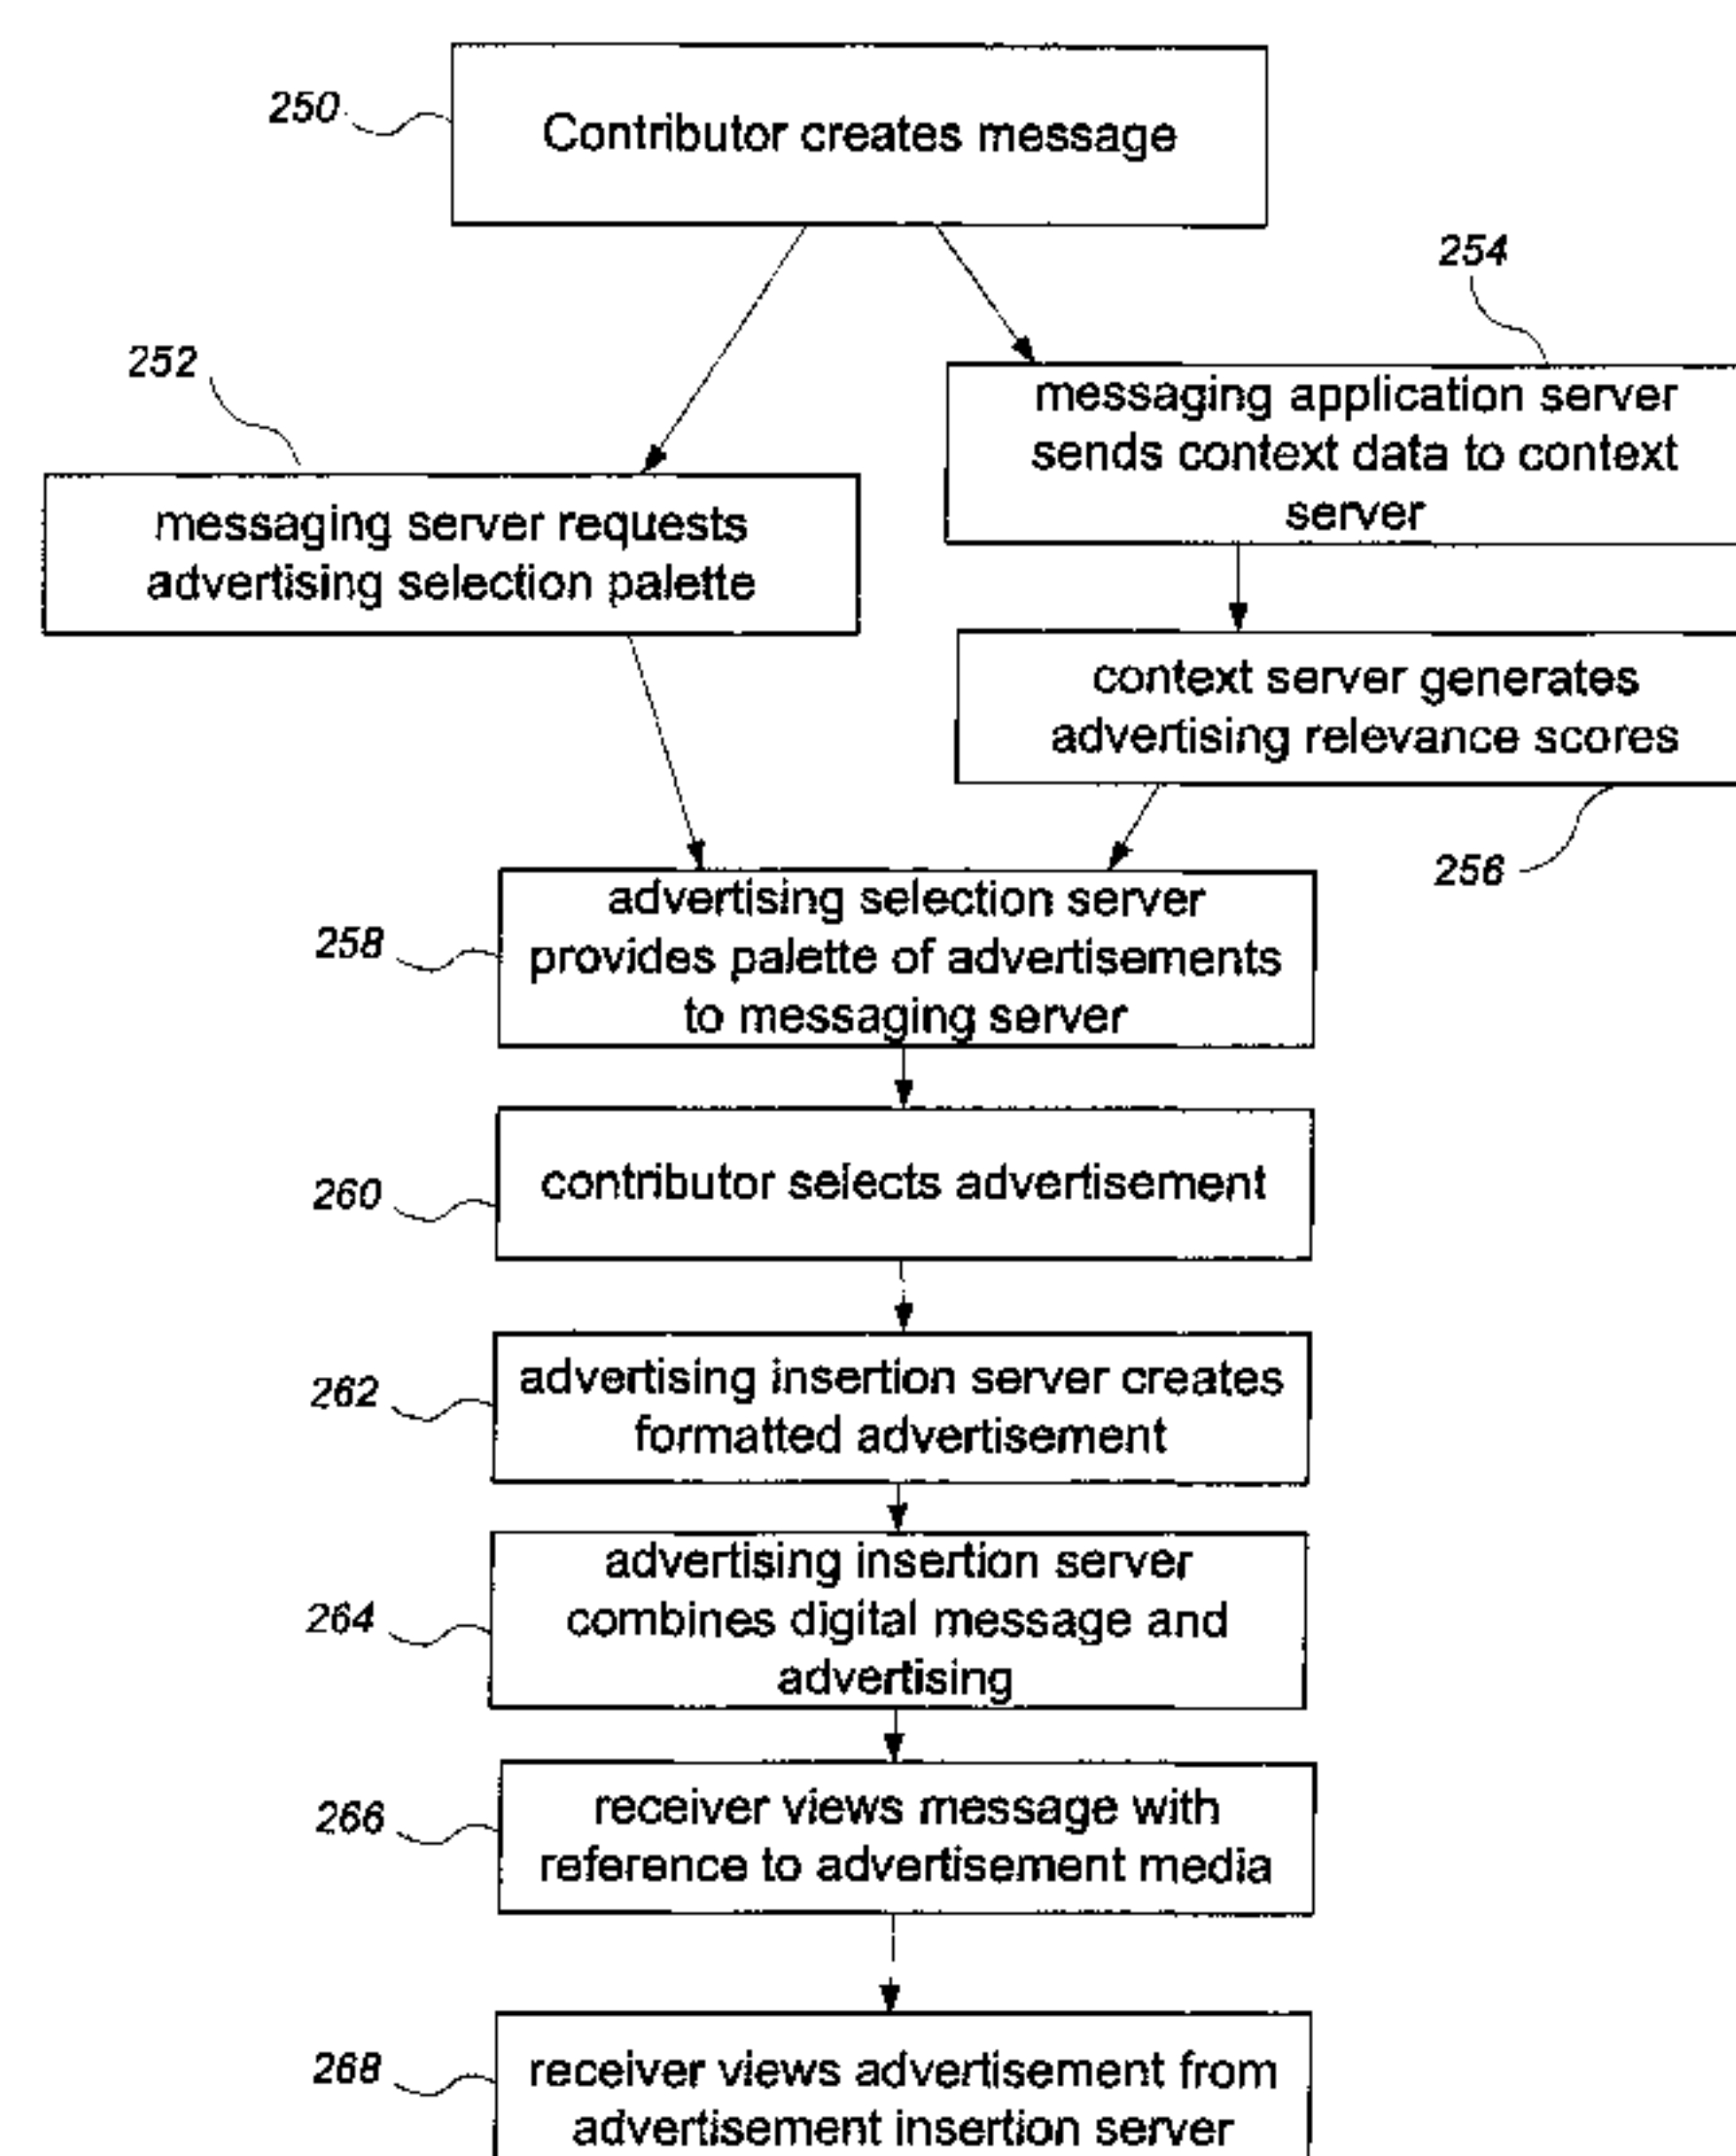 250
Contributor creates message
254
252
messaging application server
sends context data to context
server
messaging server requests
advertising selection palette
context server generates
advertising relevance scores
256
258
advertising selection server
provides palette of advertisements
to messaging server
260
contributor selects advertisement
262
advertising insertion server creates
formatted advertisement
264
advertising insertion server
combines digital message and
advertising
266
receiver views message with
reference to advertisement media
268
receiver views advertisement from
advertisement insertion server